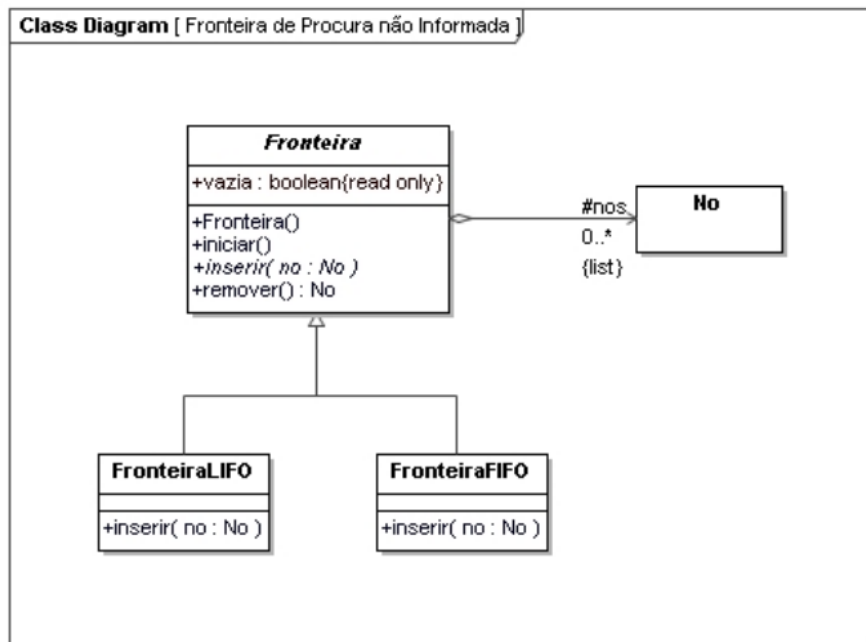 Class Diagram [ Fronteira de Procura não Informada ]
Fronteira
+vazia : boolean{read only}
+Fronteira()
+iniciar()
+inserir( no : No )
+remover() : No
#nos
0..*
{list}
No
FronteiraLIFO
+inserir( no : No )
FronteiraFIFO
+inserir( no : No )